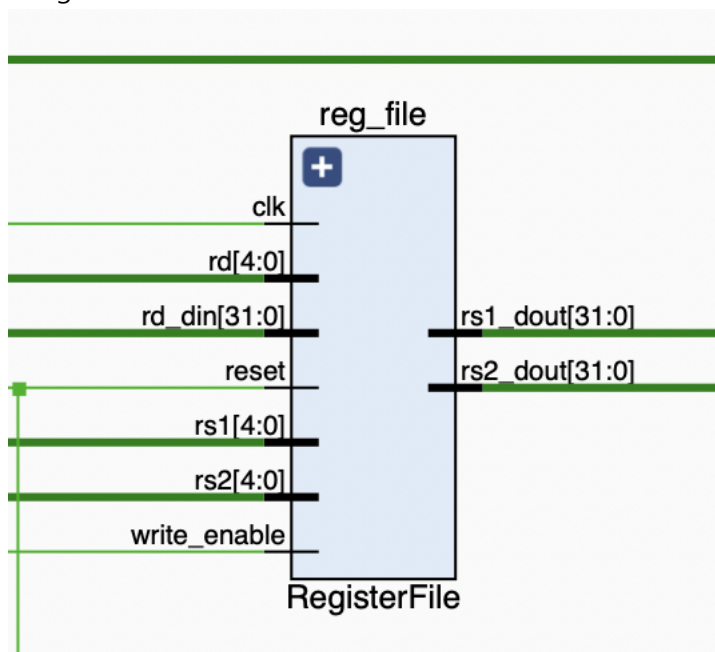 reg_file
+
clk
rd[4:0]
rd_din[31:0]
rs1_dout[31:0]
reset
rs2_dout[31:0]
rs1[4:0]
rs2[4:0]
write_enable
RegisterFile